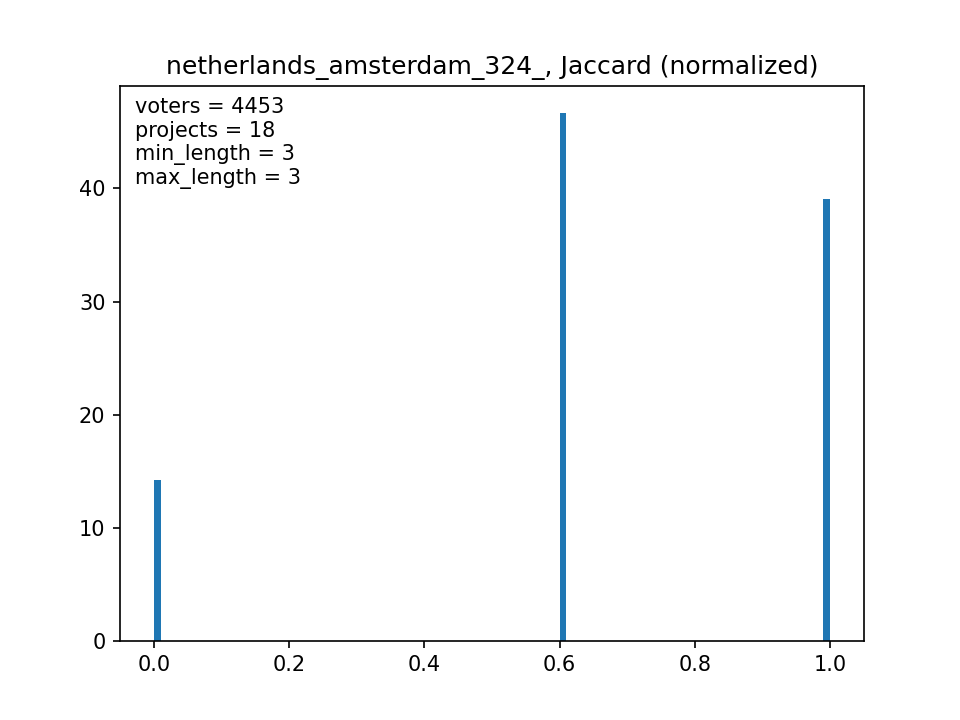 netherlands_amsterdam_324_, Jaccard (normalized)
voters = 4453
projects = 18
min_length = 3
max_length = 3
40
30
20
10
0
0.0 0.2 0.4 0.6 0.8 1.0